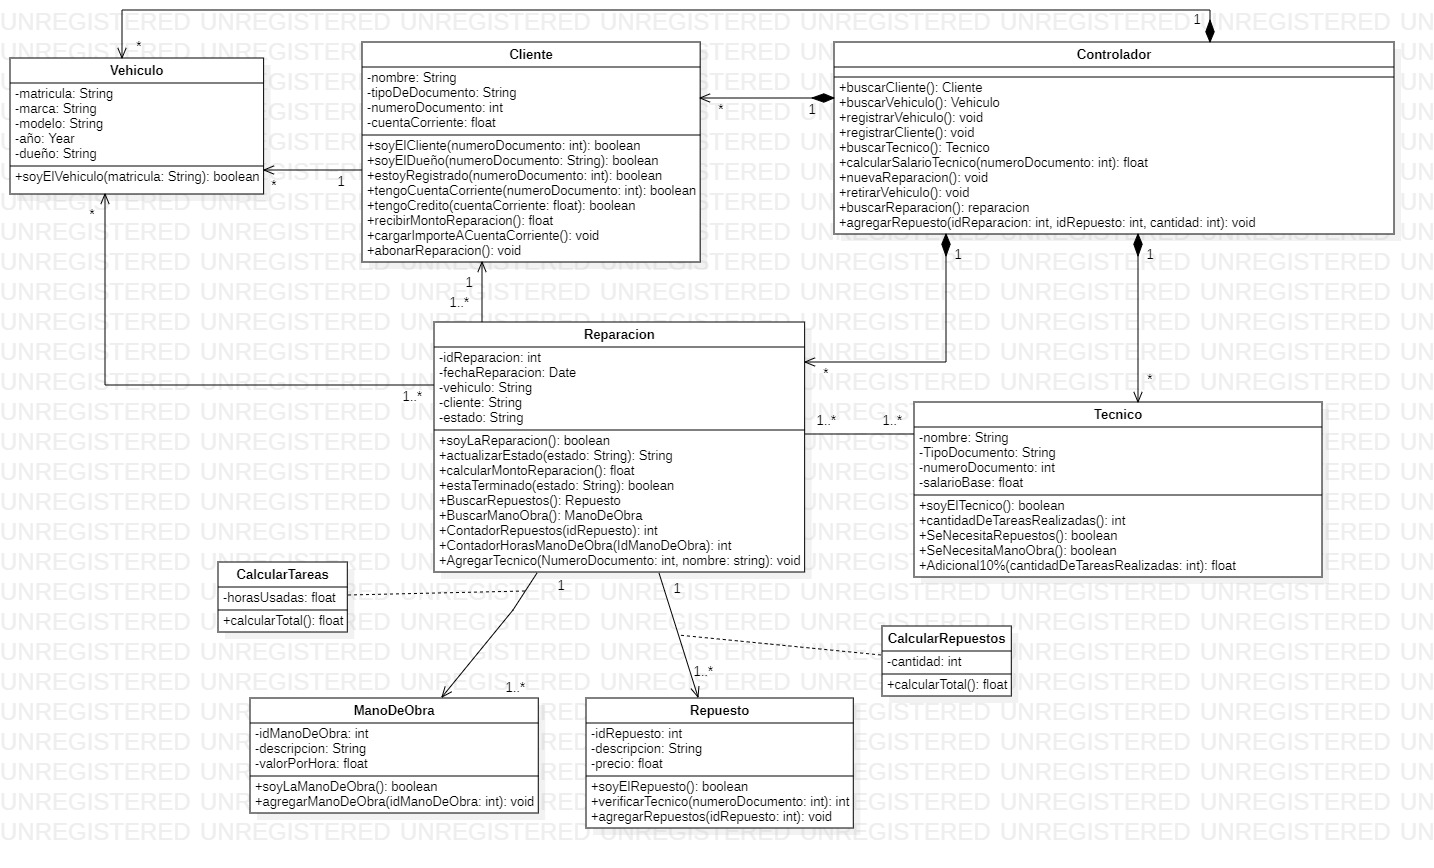 Vehiculo
-matricula: String
-marca: String
-modelo: String
-año: Year
-dueño: String
+soyElVehiculo(matricula: String): boolean
Cliente
-nombre: String
-tipoDeDocumento: String
-numeroDocumento: int
-cuentaCorriente: float
+soyElCliente(numeroDocumento: int): boolean
+soyElDueño(numeroDocumento: String): boolean
+estoyRegistrado(numeroDocumento: int): boolean
+tengoCuentaCorriente(numeroDocumento: int): boolean
+tengoCredito(cuentaCorriente: float): boolean
+recibirMontoReparacion(): float
+cargarImporteACuentaCorriente(): void
+abonarReparacion(): void
Controlador
+buscarCliente(): Cliente
+buscarVehiculo(): Vehiculo
+registrarVehiculo(): void
+registrarCliente(): void
+buscarTecnico(): Tecnico
+calcularSalarioTecnico(numeroDocumento: int): float
+nuevaReparacion(): void
+retirarVehiculo(): void
+buscarReparacion(): reparacion
+agregarRepuesto(idReparacion: int, idRepuesto: int, cantidad: int): void
1
*
*
1
*
1
*
1
1..*
1
1
*
1..*
1..*
1..*
*
Reparacion
-idReparacion: int
-fechaReparacion: Date
-vehiculo: String
-cliente: String
-estado: String
+soyLaReparacion(): boolean
+actualizarEstado(estado: String): String
+calcularMontoReparacion(): float
+estaTerminado(estado: String): boolean
+BuscarRepuestos(): Repuesto
+BuscarManoObra(): ManoDeObra
+ContadorRepuestos(idRepuesto): int
+ContadorHorasManoDeObra(IdManoDeObra): int
+AgregarTecnico(NumeroDocumento: int, nombre: string): void
Tecnico
-nombre: String
-TipoDocumento: String
-numeroDocumento: int
-salarioBase: float
+soyElTecnico(): boolean
+cantidadDeTareasRealizadas(): int
+SeNecesitaRepuestos(): boolean
+SeNecesitaManoObra(): boolean
+Adicional10%(cantidadDeTareasRealizadas: int): float
CalcularTareas
-horasUsadas: float
+calcularTotal(): float
1
1
CalcularRepuestos
-cantidad: int
+calcularTotal(): float
1..*
1..*
ManoDeObra
-idManoDeObra: int
-descripcion: String
-valorPorHora: float
+soyLaManoDeObra(): boolean
+agregarManoDeObra(idManoDeObra: int): void
Repuesto
-idRepuesto: int
-descripcion: String
-precio: float
+soyElRepuesto(): boolean
+verificarTecnico(numeroDocumento: int): int
+agregarRepuestos(idRepuesto: int): void
UNREGISTERED